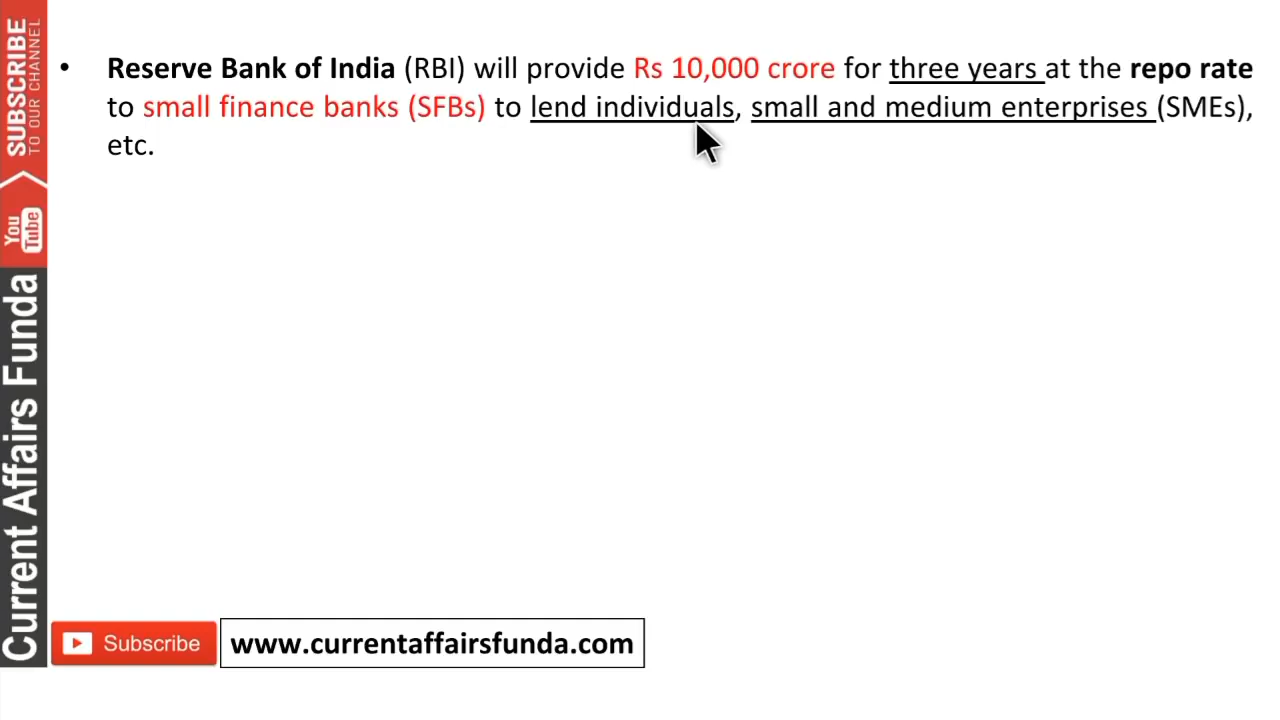 • Reserve Bank of India (RBI) will provide Rs 10,000 crore for three years at the repo rate
to small finance banks (SFBs) to lend individuals, small and medium enterprises (SMEs),
etc.
SUBSCRIBE
TO OUR CHANNEL
You
Tube
Current Affairs Funda
Subscribe
www.currentaffairsfunda.com